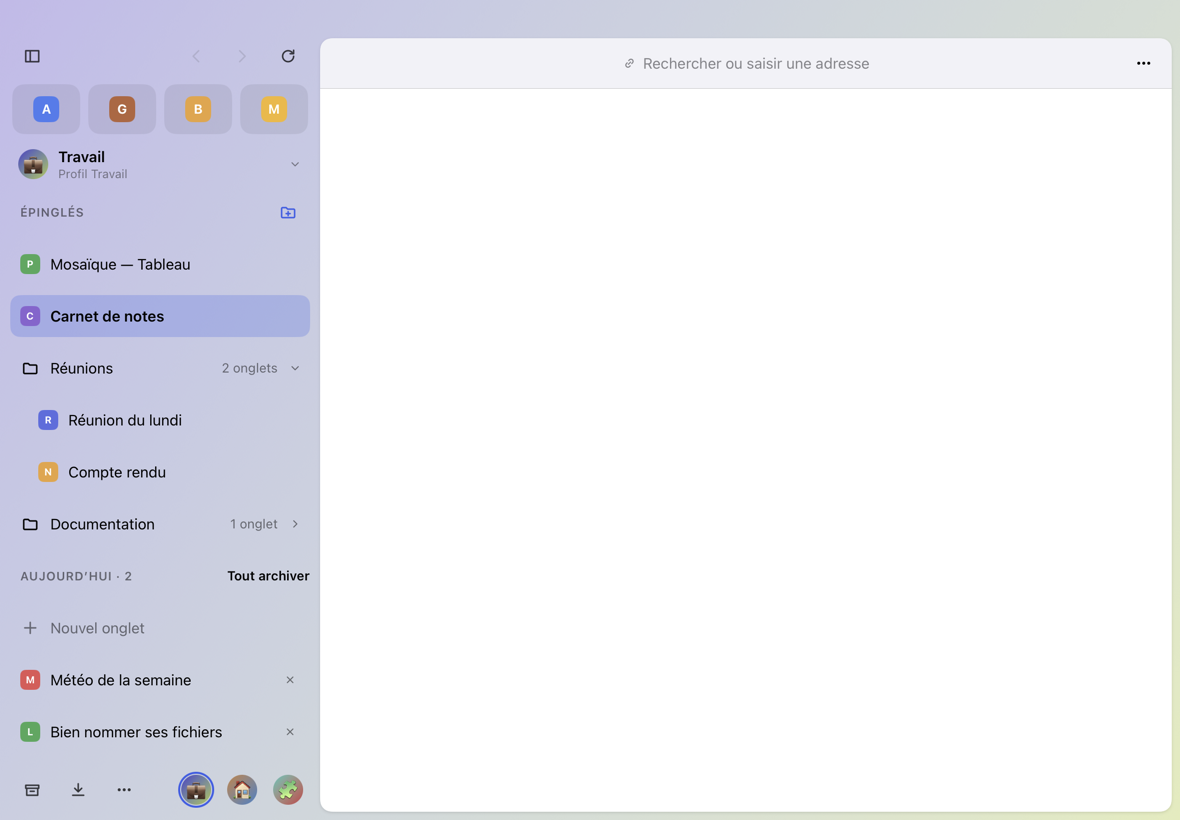 Rechercher ou saisir une adresse
A
G
B
M
Travail
Profil Travail
ÉPINGLÉS
P
Mosaïque — Tableau
C
Carnet de notes
Réunions
2 onglets
R
Réunion du lundi
N
Compte rendu
Documentation
1 onglet
AUJOURD’HUI · 2
Tout archiver
Nouvel onglet
M
Météo de la semaine
L
Bien nommer ses fichiers